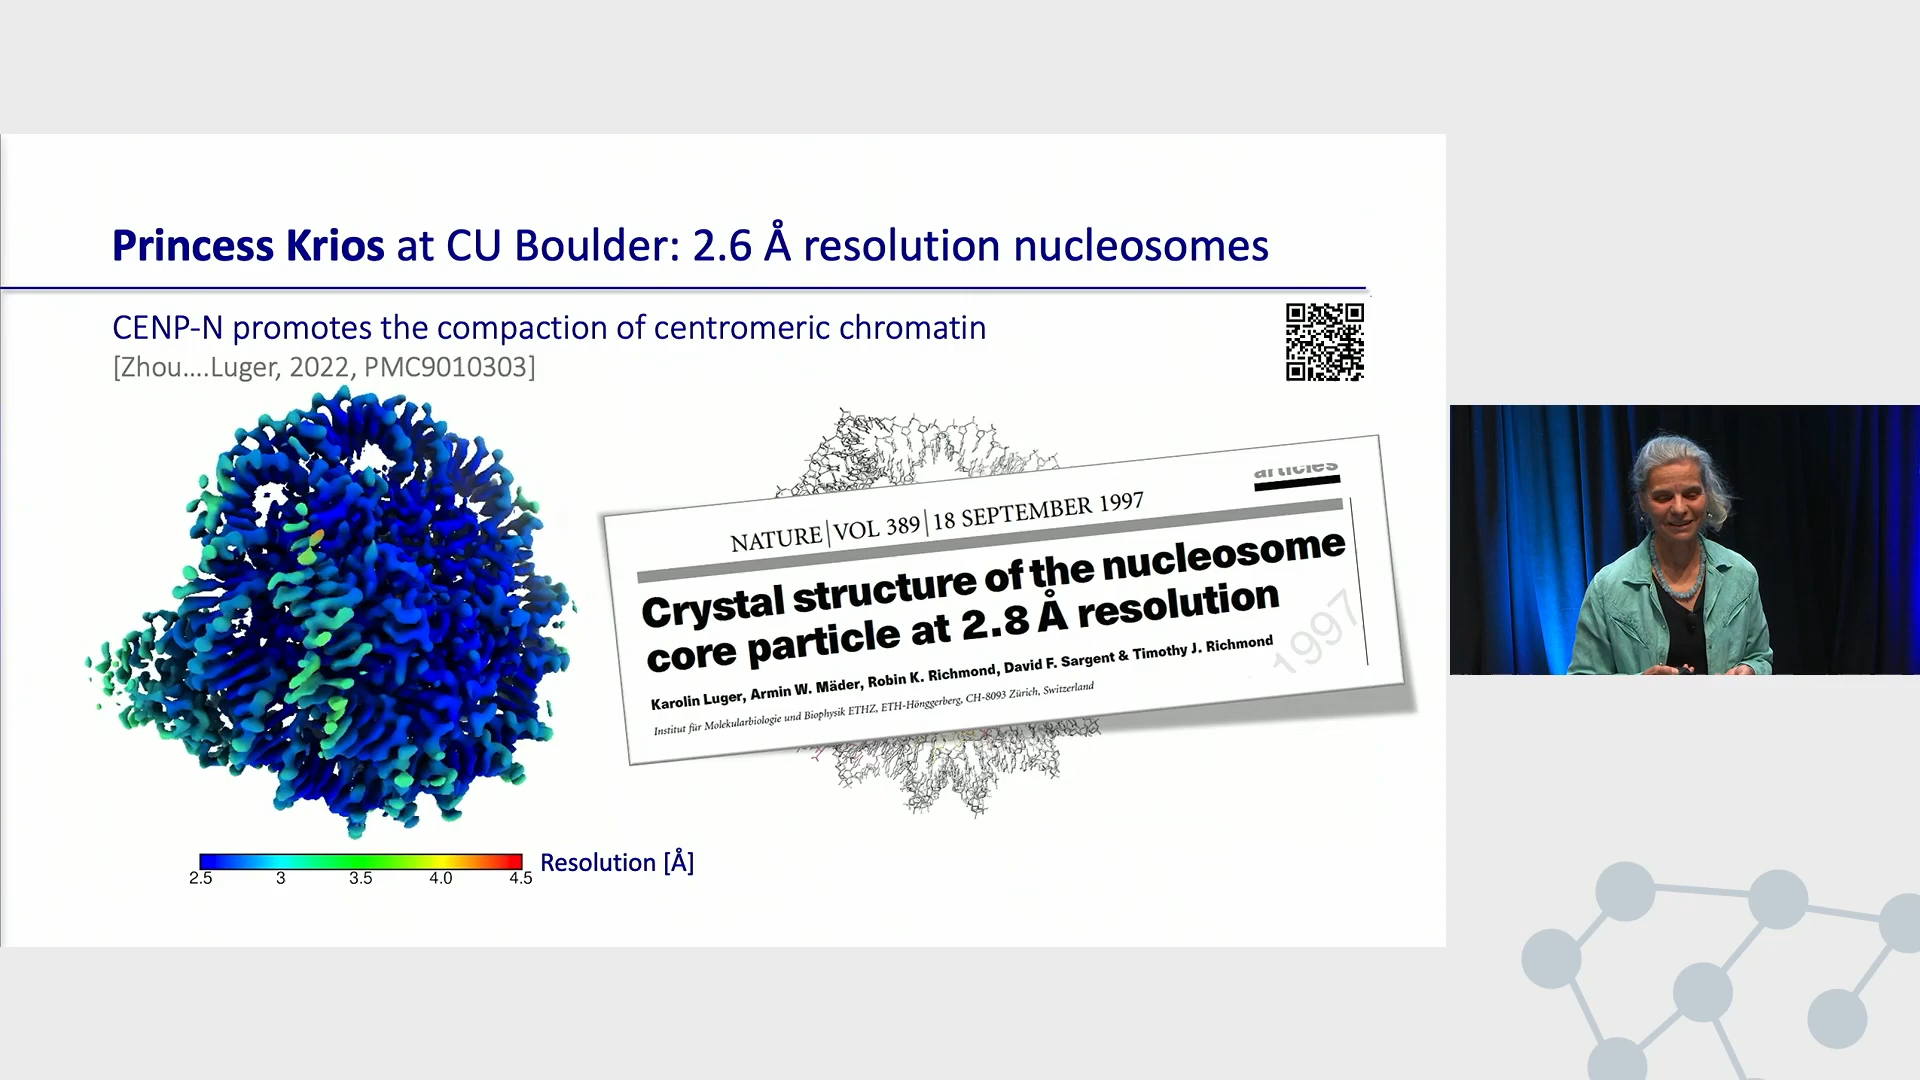 Princess Krios at CU Boulder: 2.6 Å resolution nucleosomes
CENP-N promotes the compaction of centromeric chromatin
[Zhou....Luger, 2022, PMC9010303]
articles
NATURE | VOL 389 | 18 SEPTEMBER 1997
Crystal structure of the nucleosome
core particle at 2.8 Å resolution
1997
Karolin Luger, Armin W. Mäder, Robin K. Richmond, David F. Sargent & Timothy J. Richmond
Institut für Molekularbiologie und Biophysik ETHZ, ETH-Hönggerberg, CH-8093 Zürich, Switzerland
Resolution [Å]
2.5 3 3.5 4.0 4.5